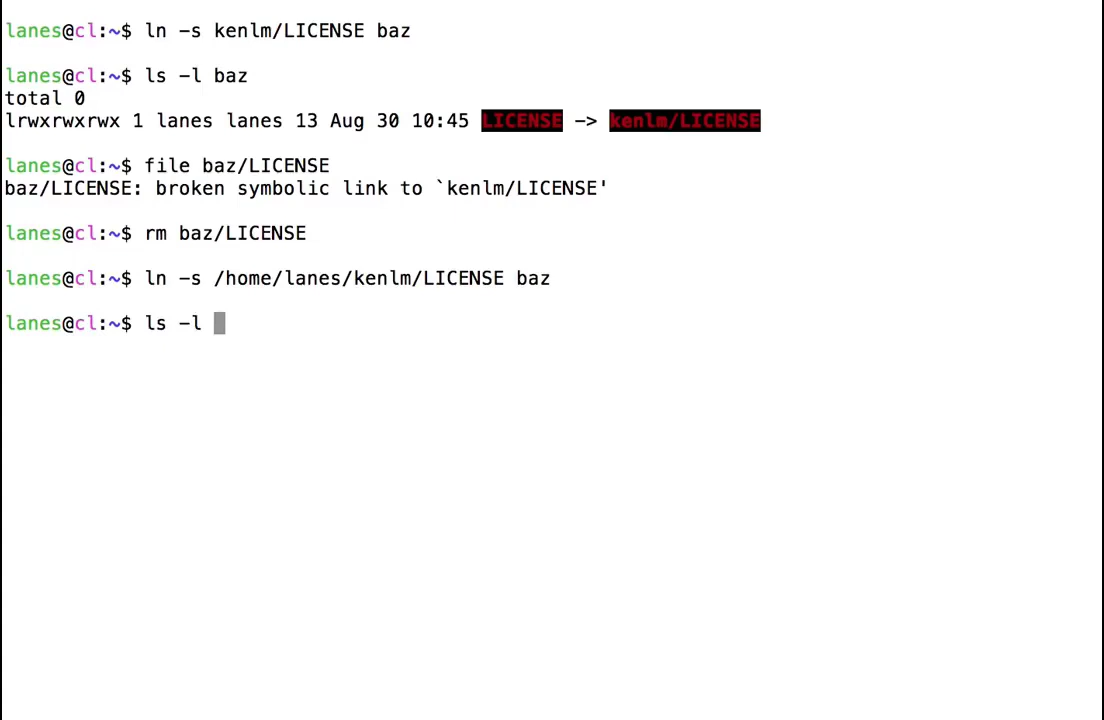 lanes@cl:~$ ln -s kenlm/LICENSE baz
lanes@cl:~$ ls -l baz
total 0
lrwxrwxrwx 1 lanes lanes 13 Aug 30 10:45 LICENSE -> kenlm/LICENSE
lanes@cl:~$ file baz/LICENSE
baz/LICENSE: broken symbolic link to `kenlm/LICENSE'
lanes@cl:~$ rm baz/LICENSE
lanes@cl:~$ ln -s /home/lanes/kenlm/LICENSE baz
lanes@cl:~$ ls -l